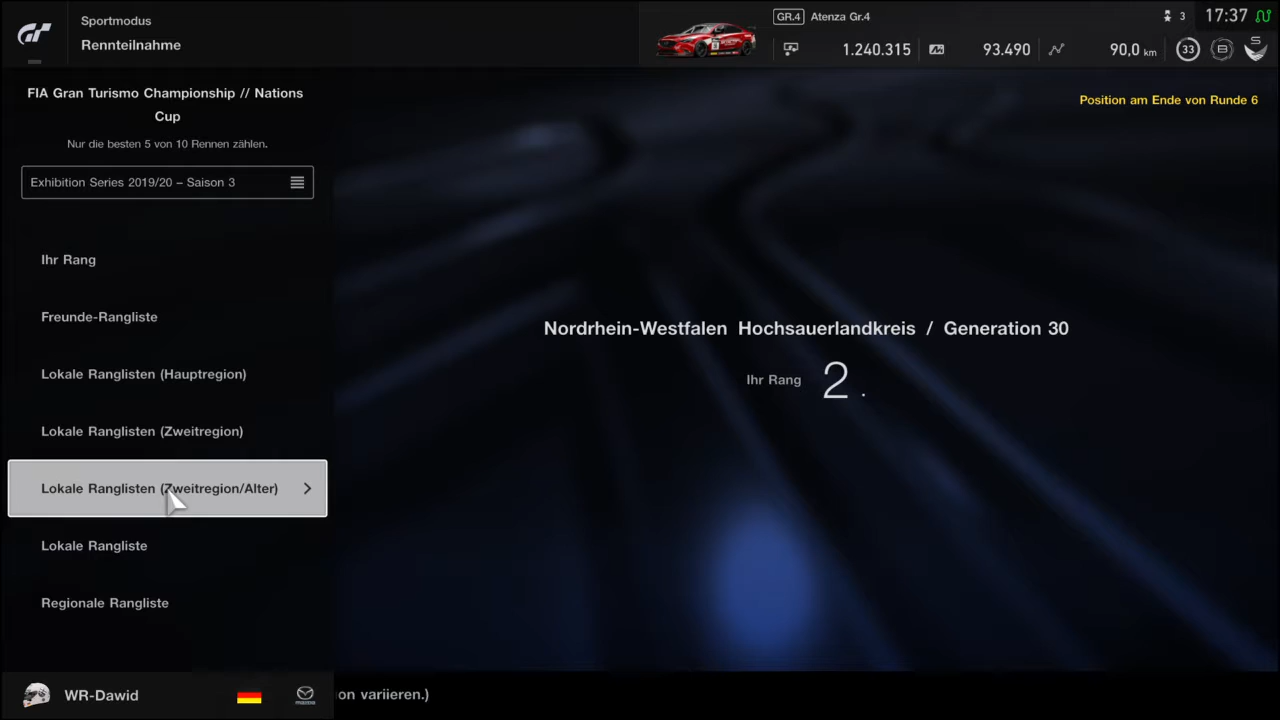 Sportmodus
Rennteilnahme
GR.4 Atenza Gr.4
3 17:37
1.240.315 93.490 90,0 km 33 B S
FIA Gran Turismo Championship // Nations
Cup
Nur die besten 5 von 10 Rennen zählen.
Exhibition Series 2019/20 – Saison 3
Position am Ende von Runde 6
Ihr Rang
Freunde-Rangliste
Lokale Ranglisten (Hauptregion)
Lokale Ranglisten (Zweitregion)
Lokale Ranglisten (Zweitregion/Alter)
Lokale Rangliste
Regionale Rangliste
Nordrhein-Westfalen Hochsauerlandkreis / Generation 30
Ihr Rang 2.
WR-Dawid mazda
on variieren.)